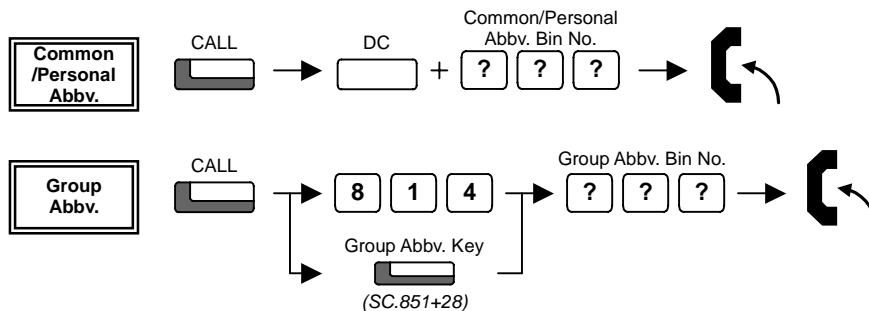 Common
/Personal
Abbv.
CALL
DC
+
Common/Personal
Abbv. Bin No.
? ? ?
Group
Abbv.
CALL
8 1 4
Group Abbv. Key
(SC.851+28)
Group Abbv. Bin No.
? ? ?